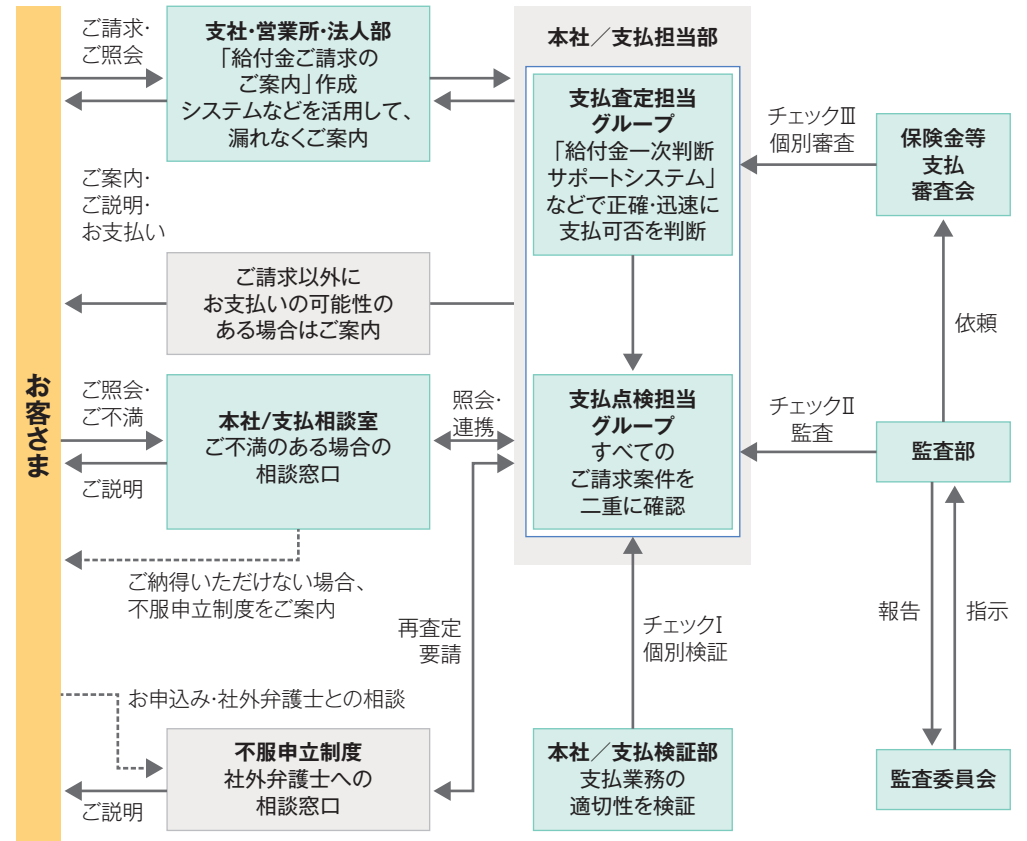 お客さま
ご請求・
ご照会
支社・営業所・法人部
「給付金ご請求の
ご案内」作成
システムなどを活用して、
漏れなくご案内
ご案内・
ご説明・
お支払い
ご請求以外に
お支払いの可能性の
ある場合はご案内
ご照会・
ご不満
ご説明
本社/支払相談室
ご不満のある場合の
相談窓口
照会・
連携
ご納得いただけない場合、
不服申立制度をご案内
再査定
要請
お申込み・社外弁護士との相談
不服申立制度
社外弁護士への
相談窓口
ご説明
本社／支払担当部
支払査定担当
グループ
「給付金一次判断
サポートシステム」
などで正確・迅速に
支払可否を判断
支払点検担当
グループ
すべての
ご請求案件を
二重に確認
チェックⅠ
個別検証
本社／支払検証部
支払業務の
適切性を検証
チェックⅢ
個別審査
保険金等
支払
審査会
依頼
チェックⅡ
監査
監査部
報告
指示
監査委員会